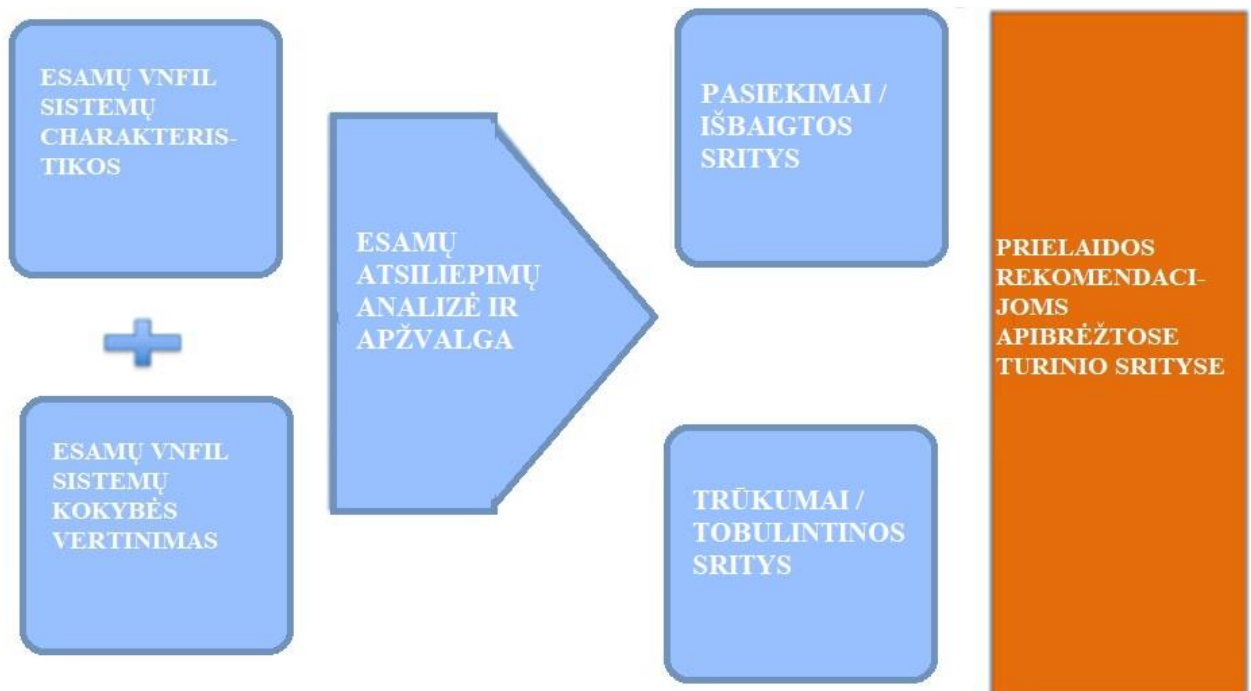 ESAMŲ VNFIL
SISTEMŲ
CHARAKTERIS-
TIKOS
ESAMŲ VNFIL
SISTEMŲ
KOKYBĖS
VERTINIMAS
ESAMŲ
ATSILIEPIMŲ
ANALIZĖ IR
APŽVALGA
PASIEKIMAI /
IŠBAIGTOS
SRITYS
TRŪKUMAI /
TOBULINTINOS
SRITYS
PRIELAIDOS
REKOMENDACI-
JOMS
APIBRĖŽTOSE
TURINIO SRITYSE